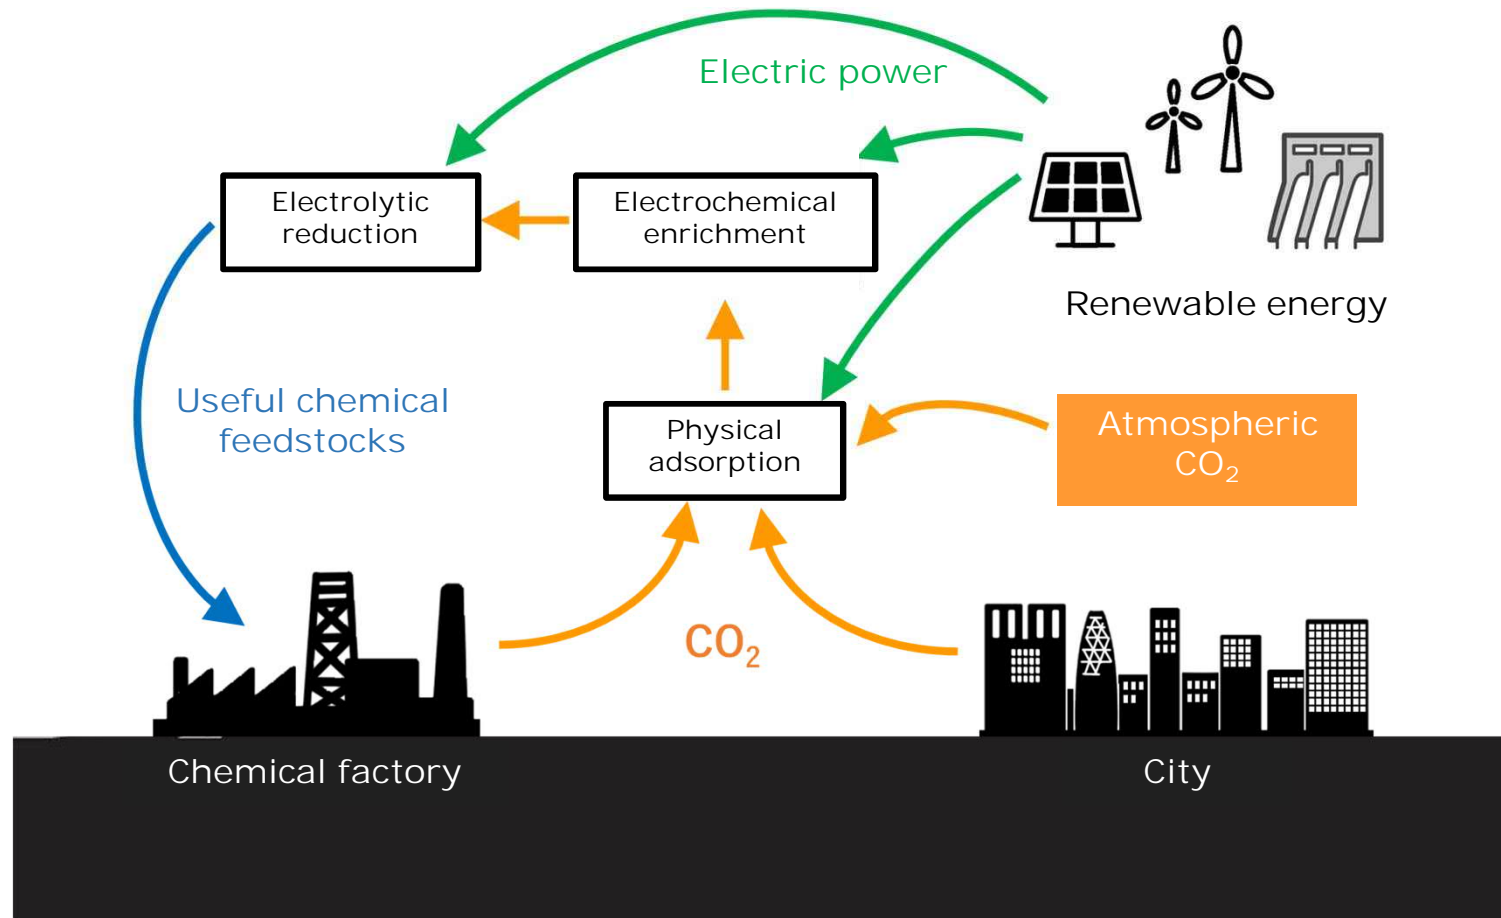 Electric power
Electrolytic
reduction
Electrochemical
enrichment
Renewable energy
Useful chemical
feedstocks
Physical
adsorption
Atmospheric
CO₂
CO₂
Chemical factory
City